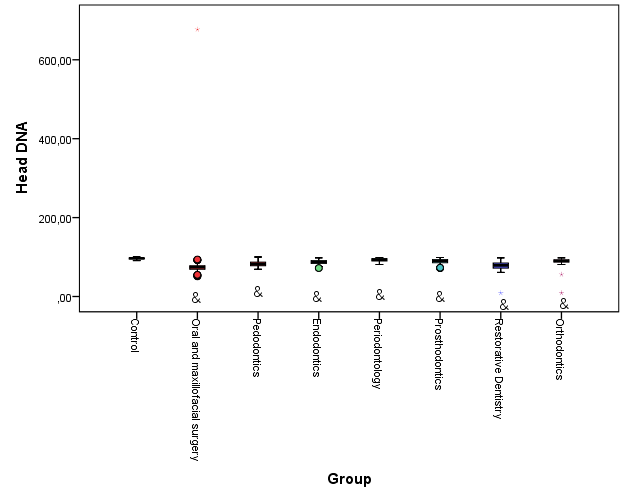 Head DNA
600,00
400,00
200,00
,00
& & & & & & &
Control
Oral and maxillofacial surgery
Pedodontics
Endodontics
Periodontology
Prosthodontics
Restorative Dentistry
Orthodontics
Group